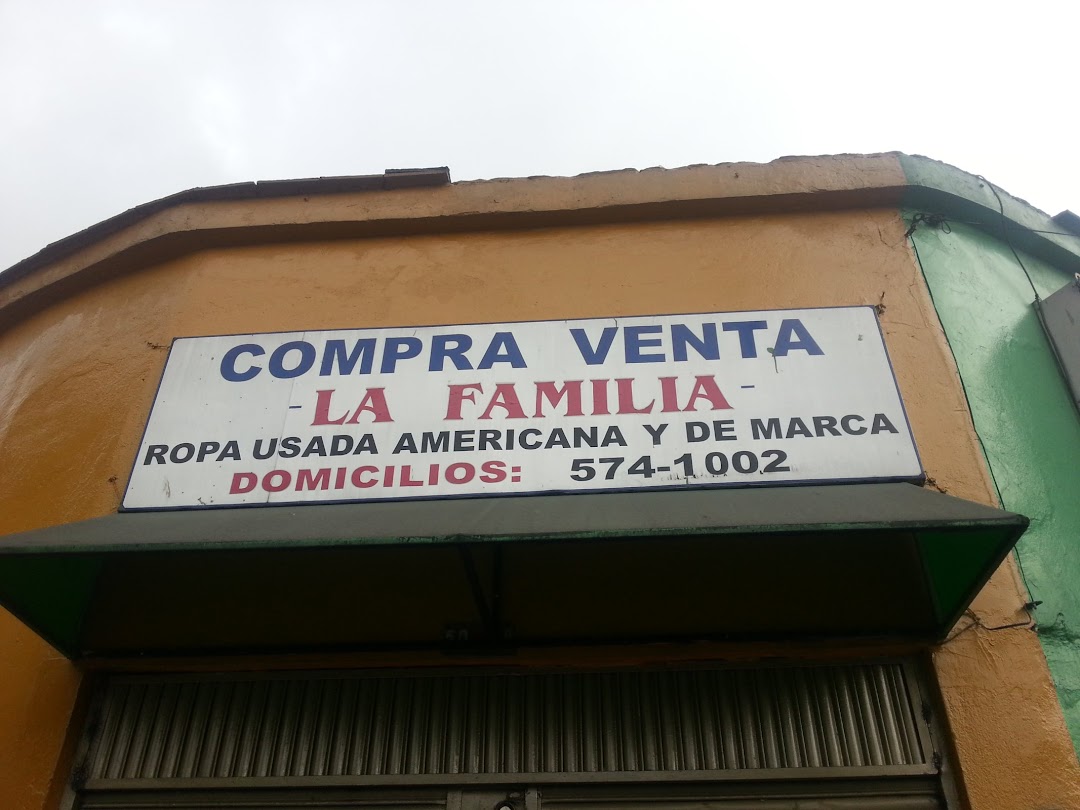 COMPRA VENTA
- LA FAMILIA -
ROPA USADA AMERICANA Y DE MARCA
DOMICILIOS: 574-1002